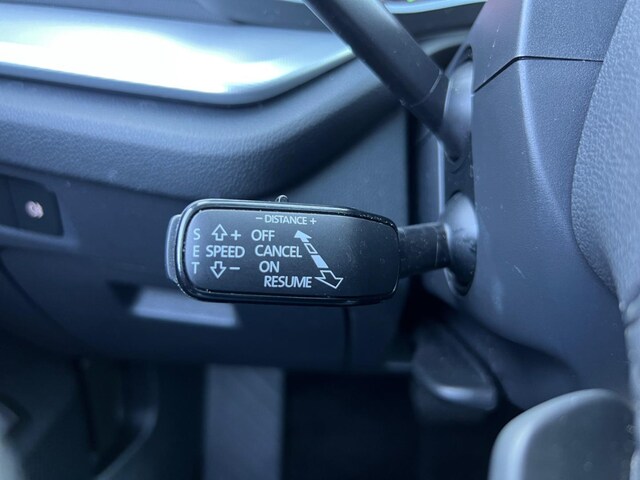 − DISTANCE +
S ⇧+ OFF
E SPEED CANCEL
T ⇩− ON
RESUME